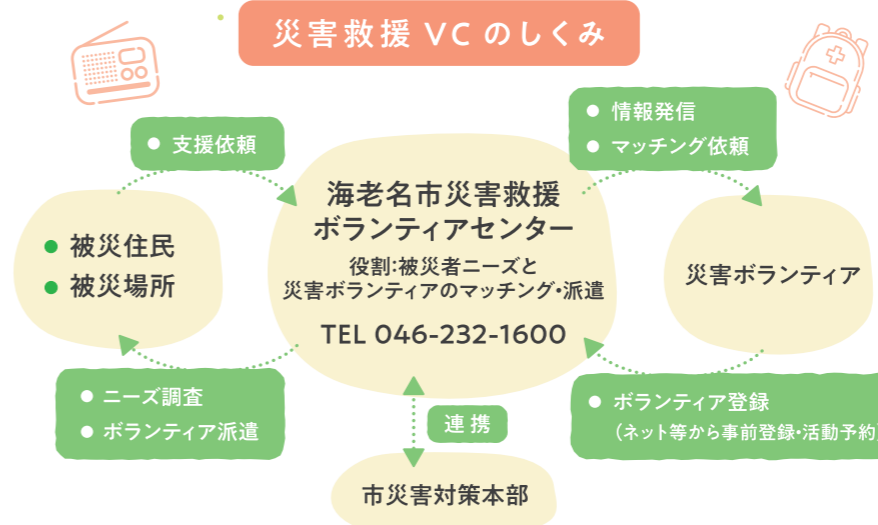 災害救援 VC のしくみ
● 支援依頼
● 情報発信
● マッチング依頼
海老名市災害救援
ボランティアセンター
役割:被災者ニーズと
災害ボランティアのマッチング・派遣
TEL 046-232-1600
● 被災住民
● 被災場所
災害ボランティア
● ニーズ調査
● ボランティア派遣
連携
● ボランティア登録
(ネット等から事前登録・活動予約)
市災害対策本部